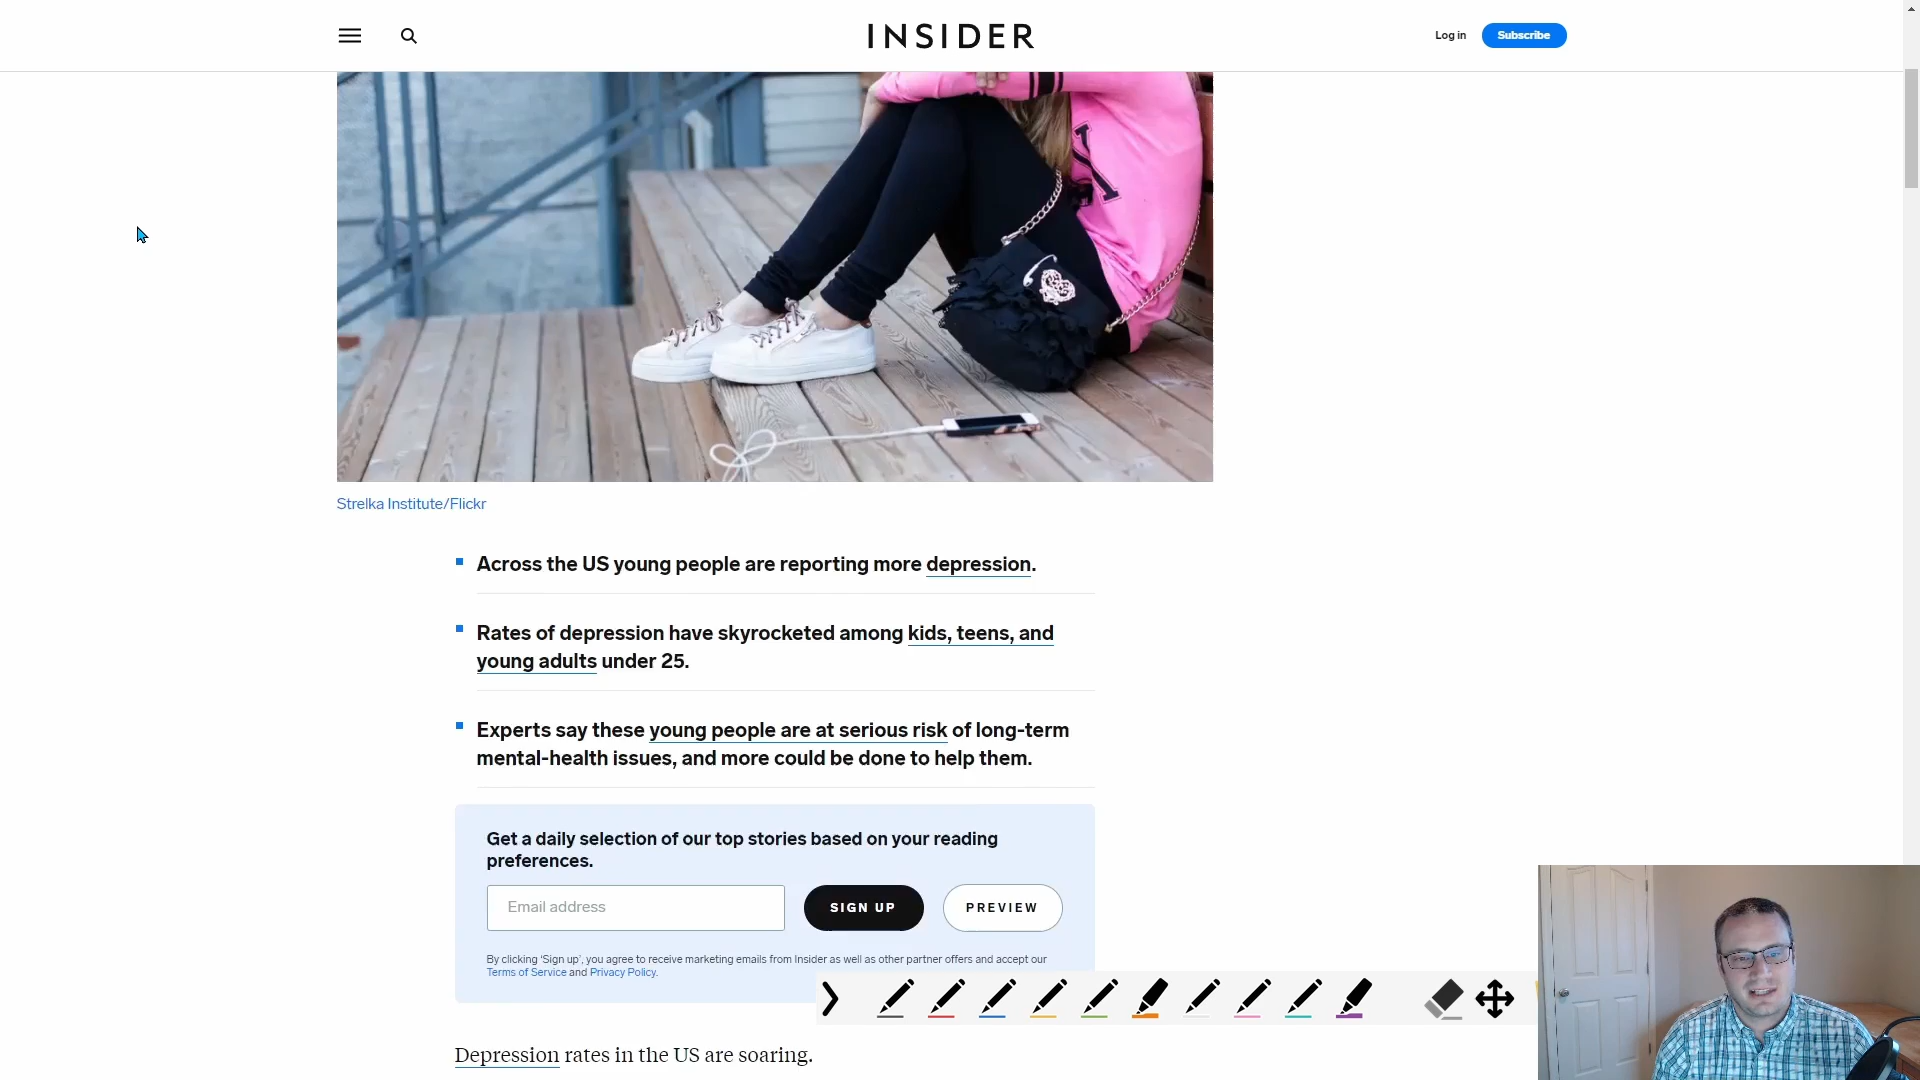 INSIDER
Log in
Subscribe
Strelka Institute/Flickr
Across the US young people are reporting more depression.
Rates of depression have skyrocketed among kids, teens, and
young adults under 25.
Experts say these young people are at serious risk of long-term
mental-health issues, and more could be done to help them.
Get a daily selection of our top stories based on your reading
preferences.
Email address
SIGN UP
PREVIEW
By clicking 'Sign up', you agree to receive marketing emails from Insider as well as other partner offers and accept our
Terms of Service and Privacy Policy.
Depression rates in the US are soaring.